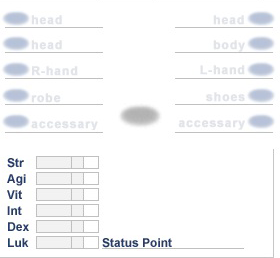 head head
head body
R-hand L-hand
robe shoes
accessary accessary
Str
Agi
Vit
Int
Dex
Luk Status Point